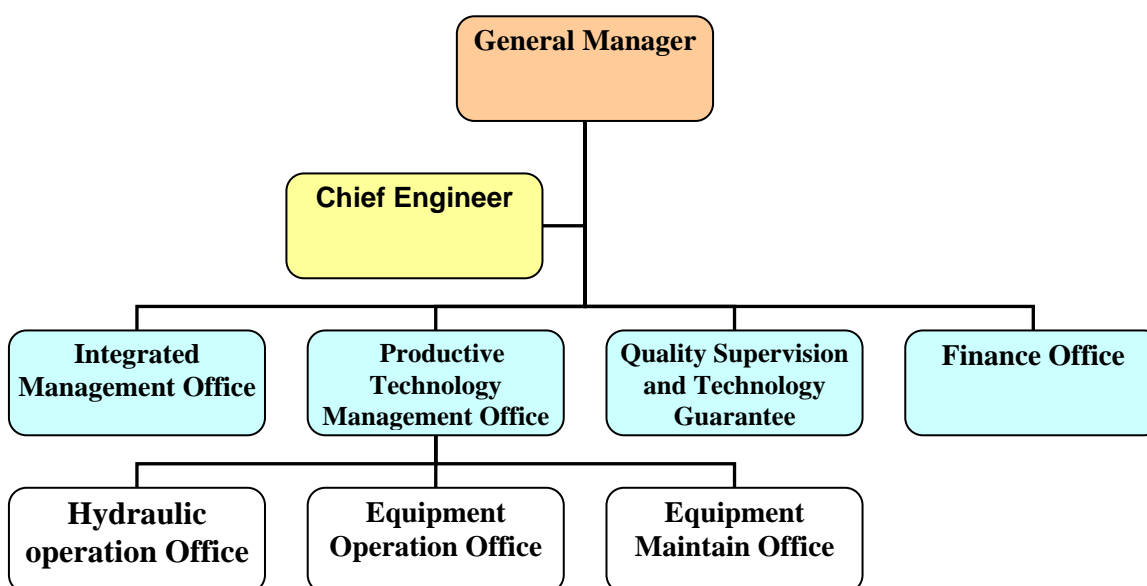 General Manager
Chief Engineer
Integrated
Management Office
Productive
Technology
Management Office
Quality Supervision
and Technology
Guarantee
Finance Office
Hydraulic
operation Office
Equipment
Operation Office
Equipment
Maintain Office